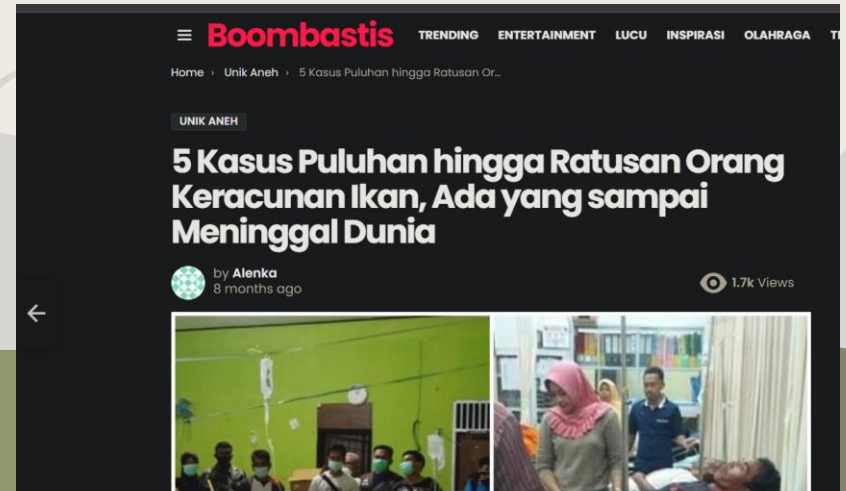 Boombastis TRENDING ENTERTAINMENT LUCU INSPIRASI OLAHRAGA
Home › Unik Aneh › 5 Kasus Puluhan hingga Ratusan Or...
UNIK ANEH
5 Kasus Puluhan hingga Ratusan Orang
Keracunan Ikan, Ada yang sampai
Meninggal Dunia
by Alenka
8 months ago
1.7k Views